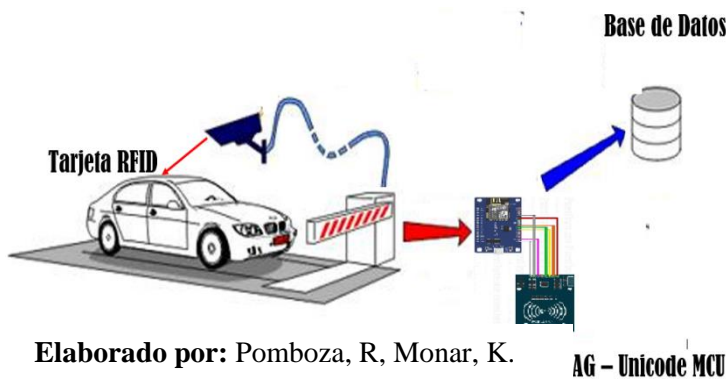 Base de Datos
Tarjeta RFID
Elaborado por: Pomboza, R, Monar, K.
AG – Unicode MCU